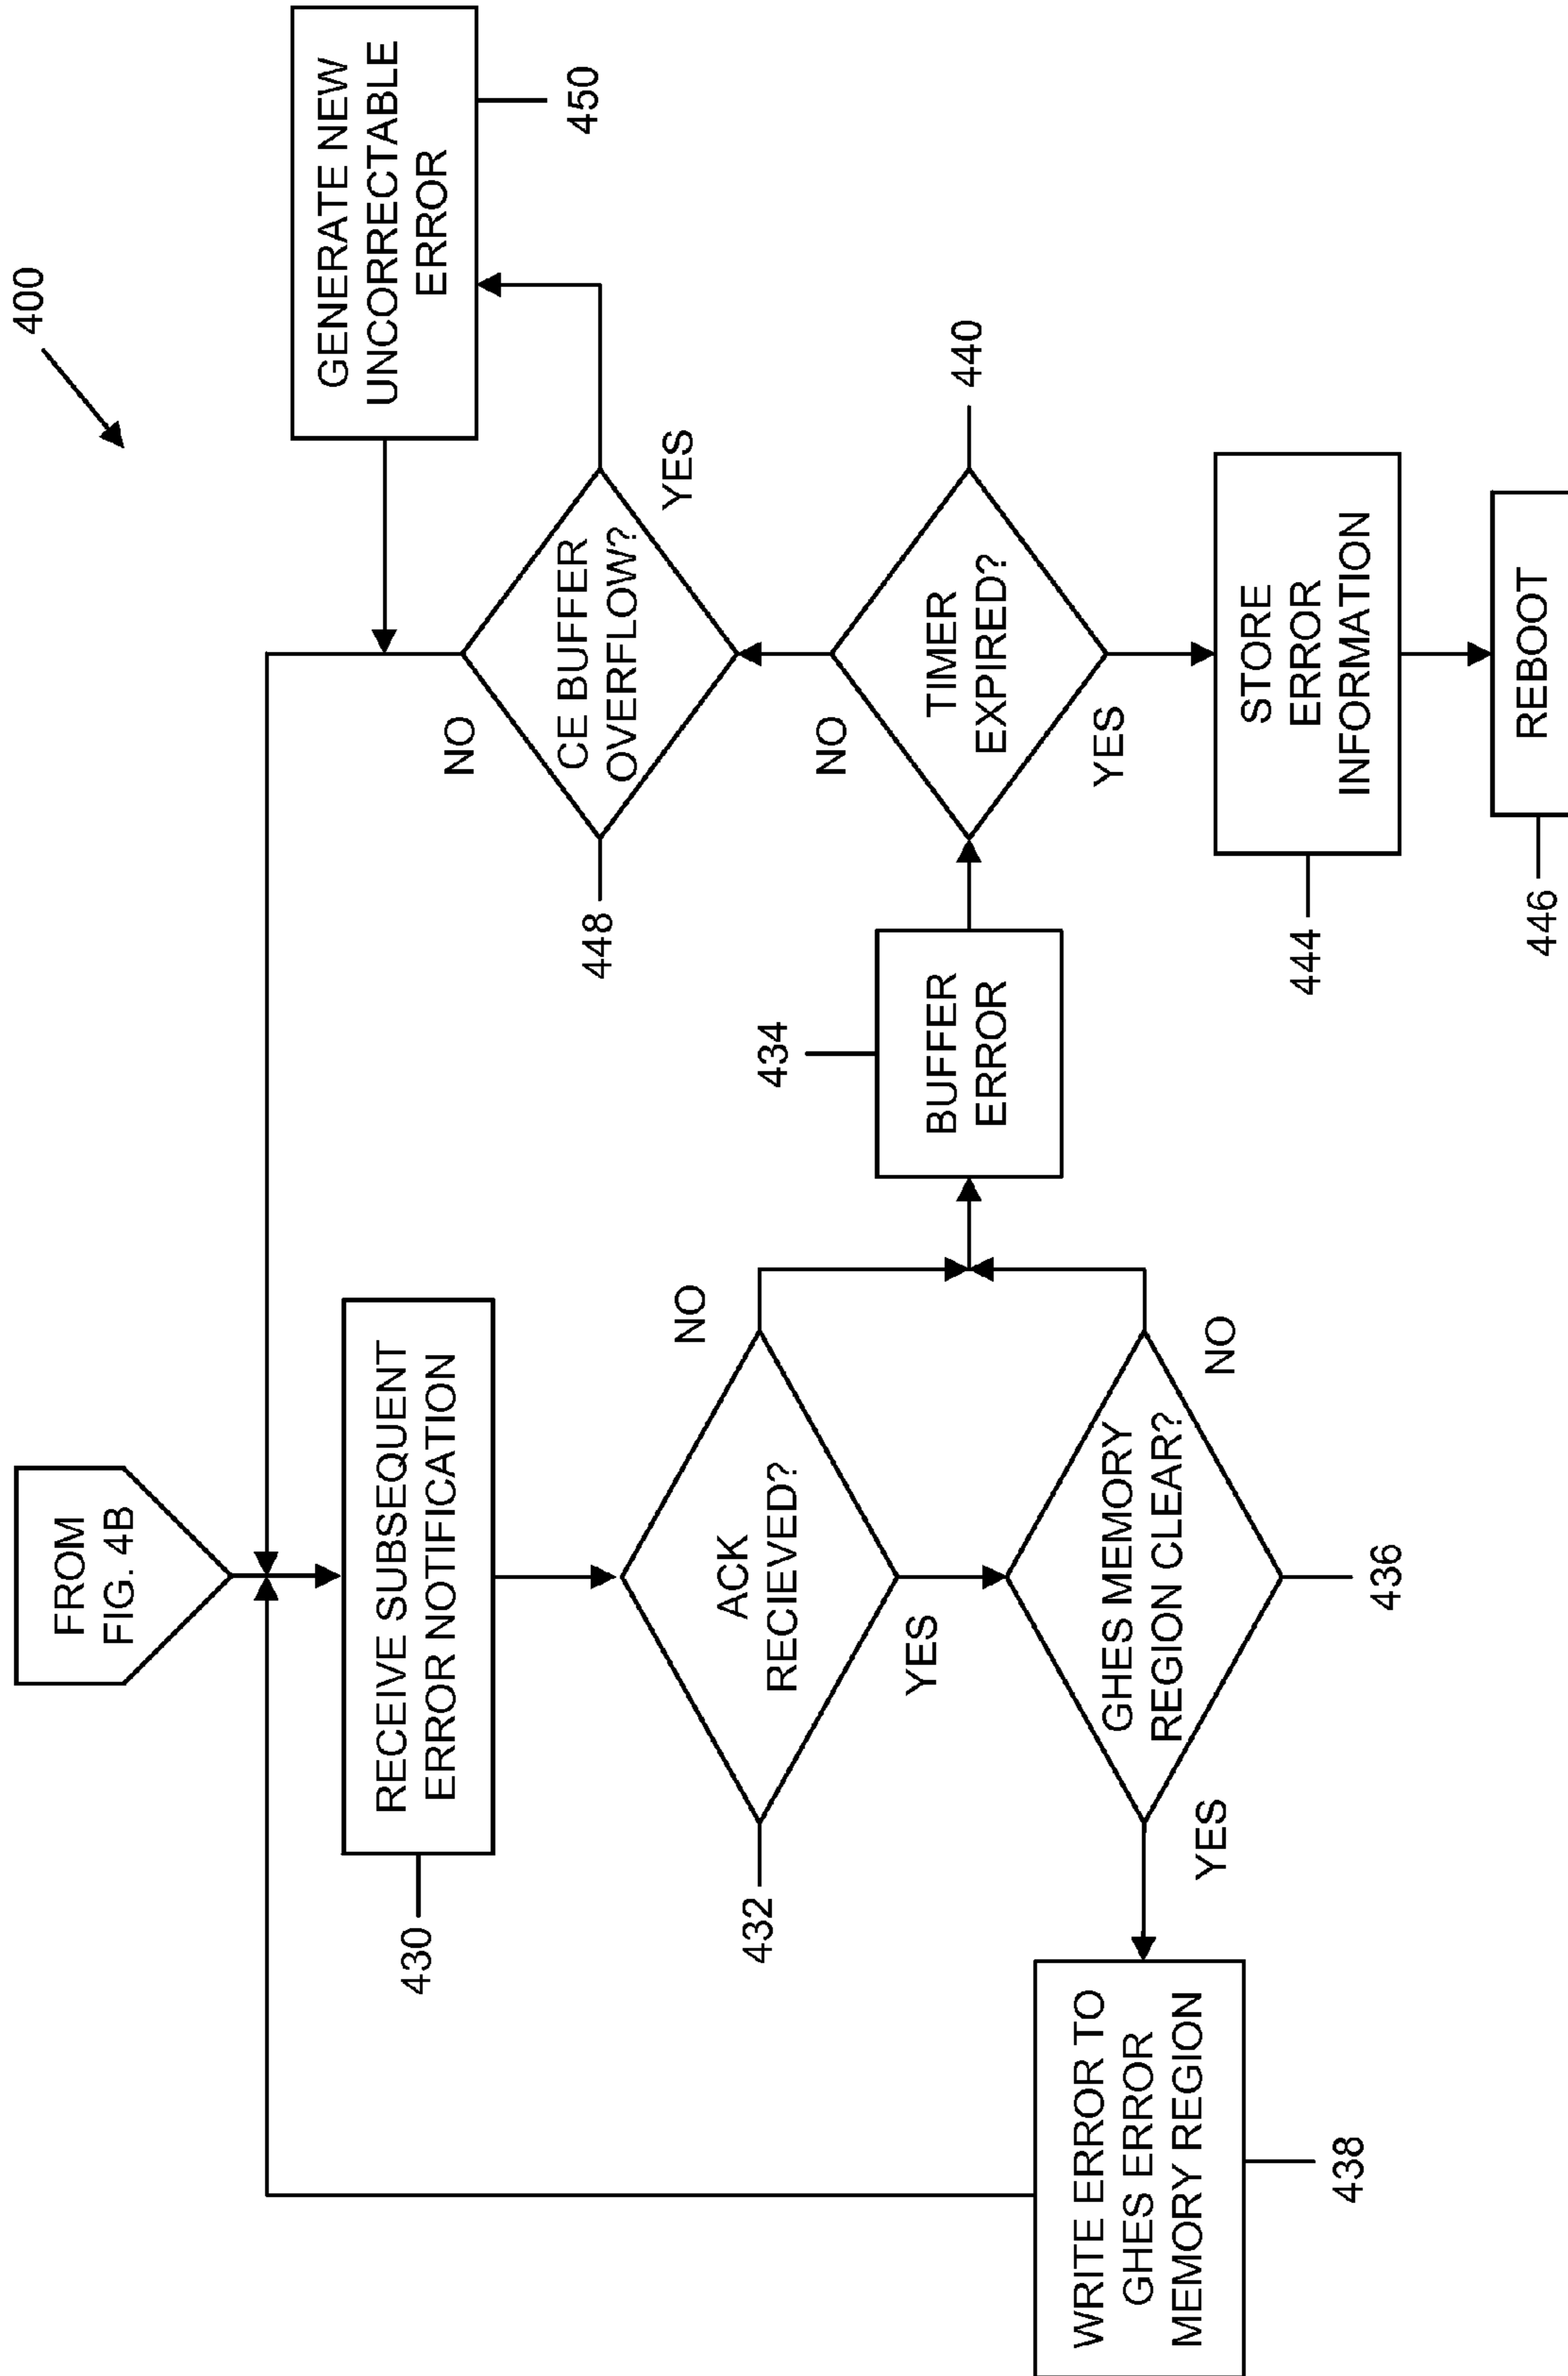 400
FROM
FIG. 4B
RECEIVE SUBSEQUENT
ERROR NOTIFICATION
430
ACK
RECIEVED?
432
NO
YES
GHES MEMORY
REGION CLEAR?
436
NO
YES
WRITE ERROR TO
GHES ERROR
MEMORY REGION
438
BUFFER
ERROR
434
TIMER
EXPIRED?
440
NO
YES
CE BUFFER
OVERFLOW?
448
NO
YES
GENERATE NEW
UNCORRECTABLE
ERROR
450
STORE
ERROR
INFORMATION
444
REBOOT
446